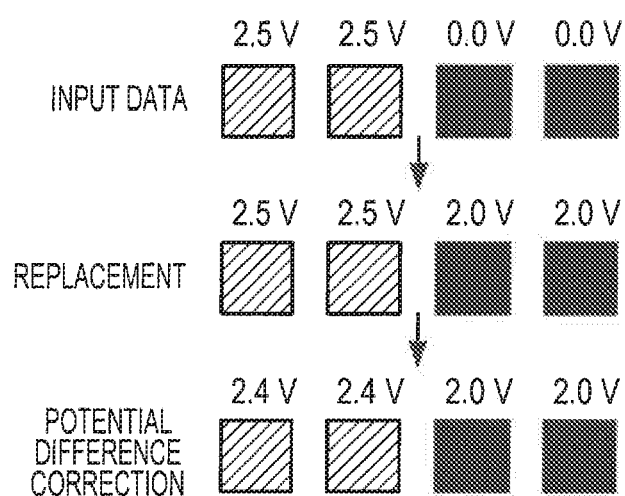 2.5 V 2.5 V 0.0 V 0.0 V
INPUT DATA
2.5 V 2.5 V 2.0 V 2.0 V
REPLACEMENT
2.4 V 2.4 V 2.0 V 2.0 V
POTENTIAL
DIFFERENCE
CORRECTION